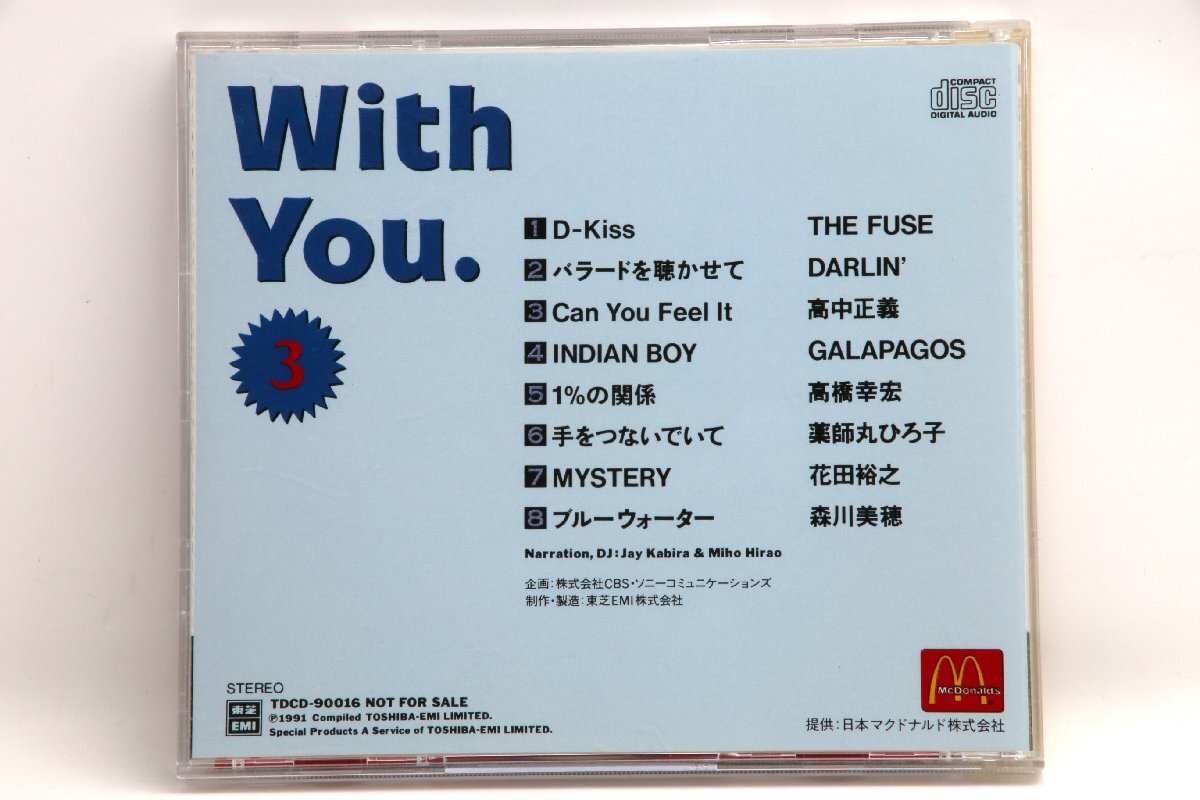 With
You.
3
COMPACT
disc
DIGITAL AUDIO
1 D-Kiss THE FUSE
2 バラードを聴かせて DARLIN’
3 Can You Feel It 高中正義
4 INDIAN BOY GALAPAGOS
5 1%の関係 高橋幸宏
6 手をつないでいて 薬師丸ひろ子
7 MYSTERY 花田裕之
8 ブルーウォーター 森川美穂
Narration, DJ:Jay Kabira & Miho Hirao
企画:株式会社CBS・ソニーコミュニケーションズ
制作・製造:東芝EMI株式会社
STEREO
東芝
EMI
TDCD-90016 NOT FOR SALE
℗1991 Compiled TOSHIBA-EMI LIMITED.
Special Products A Service of TOSHIBA-EMI LIMITED.
McDonalds
提供:日本マクドナルド株式会社